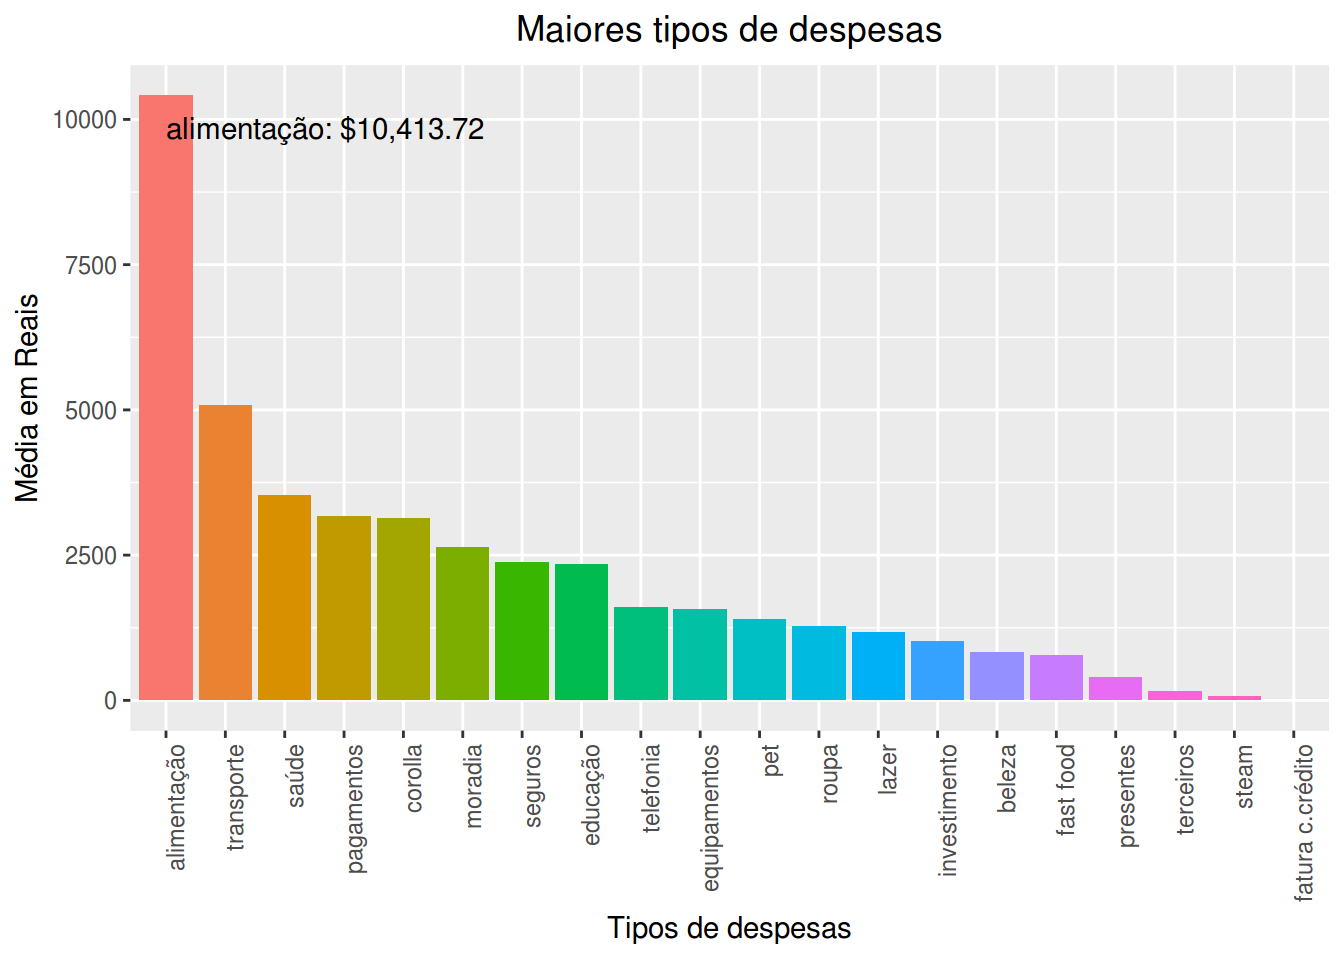 Maiores tipos de despesas
10000
7500
5000
2500
0
Média em Reais
alimentação: $10,413.72
alimentação
transporte
saúde
pagamentos
corolla
moradia
seguros
educação
telefonia
equipamentos
pet
roupa
lazer
investimento
beleza
fast food
presentes
terceiros
steam
fatura c.crédito
Tipos de despesas